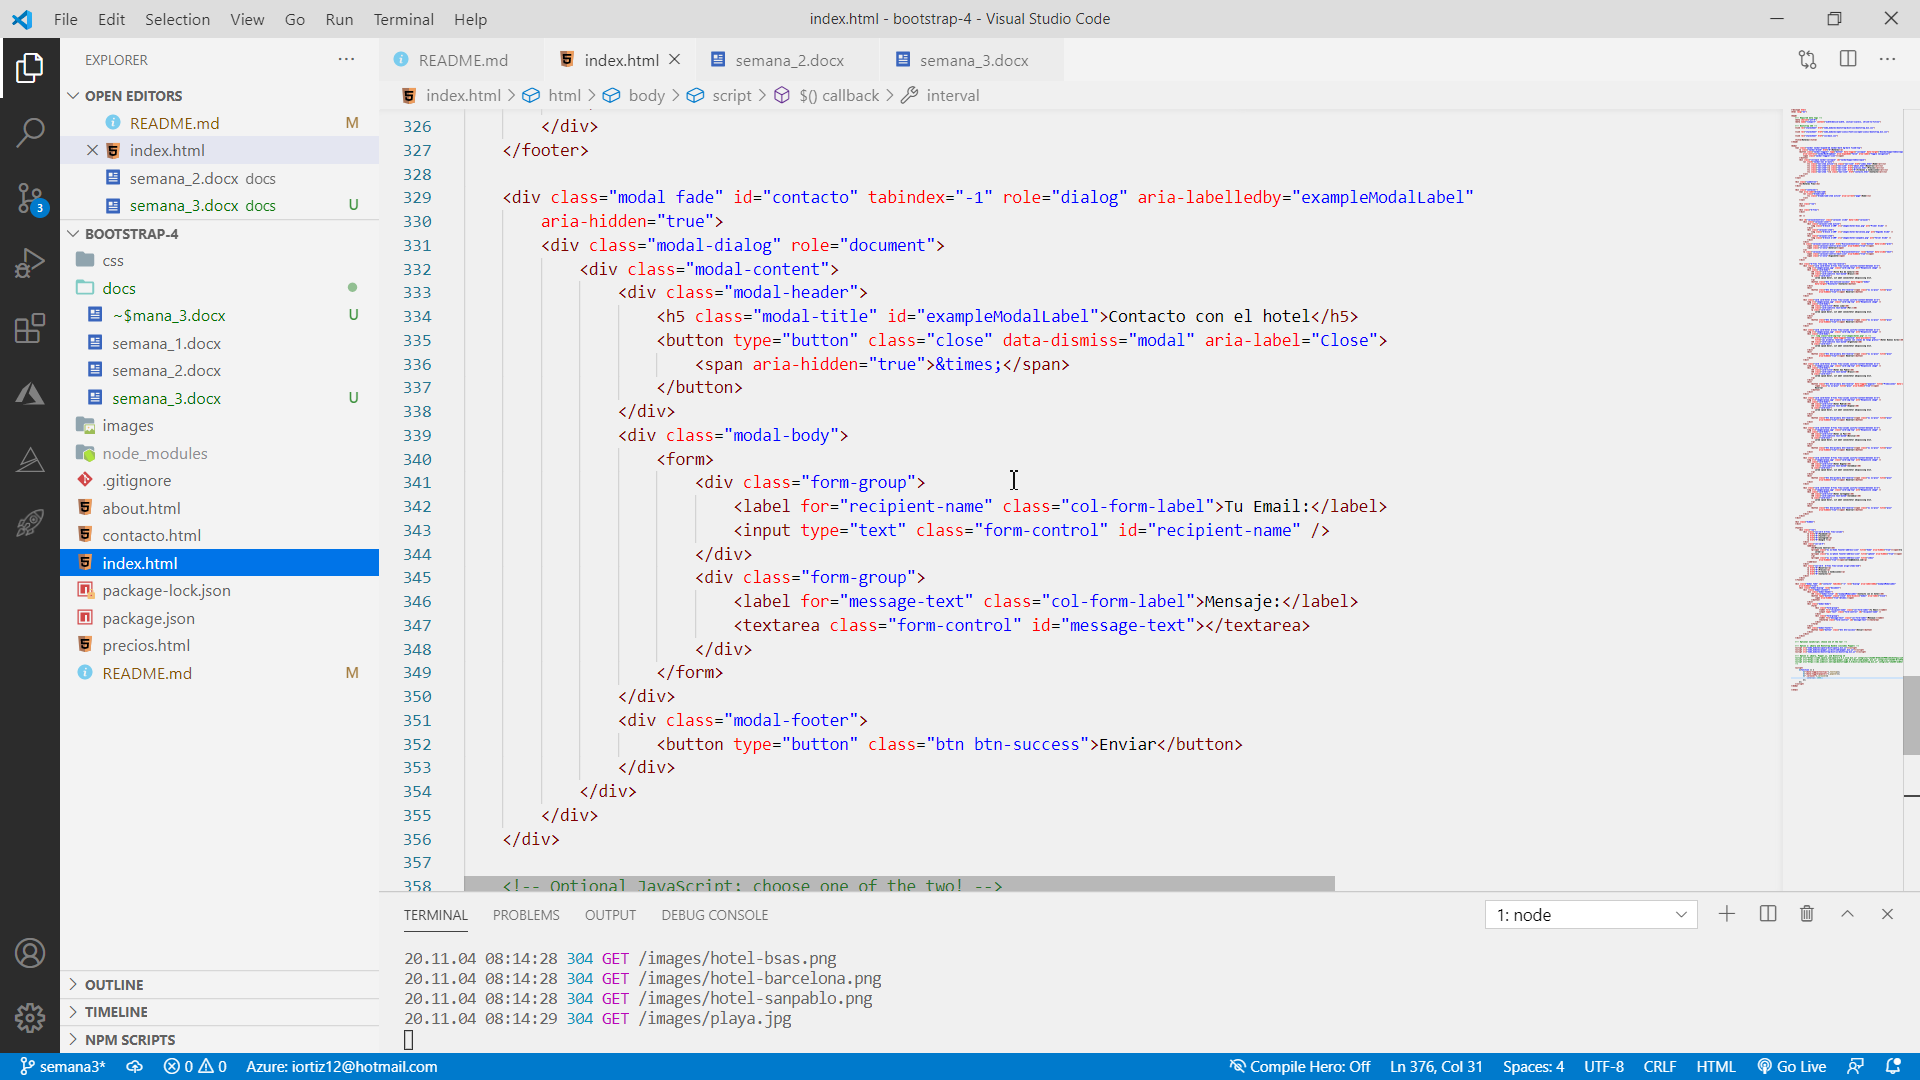 File Edit Selection View Go Run Terminal Help
index.html - bootstrap-4 - Visual Studio Code
EXPLORER
OPEN EDITORS
README.md M
index.html
semana_2.docx docs
semana_3.docx docs U
BOOTSTRAP-4
css
docs
~$mana_3.docx U
semana_1.docx
semana_2.docx
semana_3.docx U
images
node_modules
.gitignore
about.html
contacto.html
index.html
package-lock.json
package.json
precios.html
README.md M
OUTLINE
TIMELINE
NPM SCRIPTS
3
README.md index.html semana_2.docx semana_3.docx
index.html > html > body > script > $() callback > interval
326 </div>
327 </footer>
328
329 <div class="modal fade" id="contacto" tabindex="-1" role="dialog" aria-labelledby="exampleModalLabel"
330 aria-hidden="true">
331 <div class="modal-dialog" role="document">
332 <div class="modal-content">
333 <div class="modal-header">
334 <h5 class="modal-title" id="exampleModalLabel">Contacto con el hotel</h5>
335 <button type="button" class="close" data-dismiss="modal" aria-label="Close">
336 <span aria-hidden="true">&times;</span>
337 </button>
338 </div>
339 <div class="modal-body">
340 <form>
341 <div class="form-group">
342 <label for="recipient-name" class="col-form-label">Tu Email:</label>
343 <input type="text" class="form-control" id="recipient-name" />
344 </div>
345 <div class="form-group">
346 <label for="message-text" class="col-form-label">Mensaje:</label>
347 <textarea class="form-control" id="message-text"></textarea>
348 </div>
349 </form>
350 </div>
351 <div class="modal-footer">
352 <button type="button" class="btn btn-success">Enviar</button>
353 </div>
354 </div>
355 </div>
356 </div>
357
358 <!-- Optional JavaScript: choose one of the two! -->
TERMINAL PROBLEMS OUTPUT DEBUG CONSOLE 1: node
20.11.04 08:14:28 304 GET /images/hotel-bsas.png
20.11.04 08:14:28 304 GET /images/hotel-barcelona.png
20.11.04 08:14:28 304 GET /images/hotel-sanpablo.png
20.11.04 08:14:29 304 GET /images/playa.jpg
semana3* 0 0 Azure: iortiz12@hotmail.com Compile Hero: Off Ln 376, Col 31 Spaces: 4 UTF-8 CRLF HTML Go Live